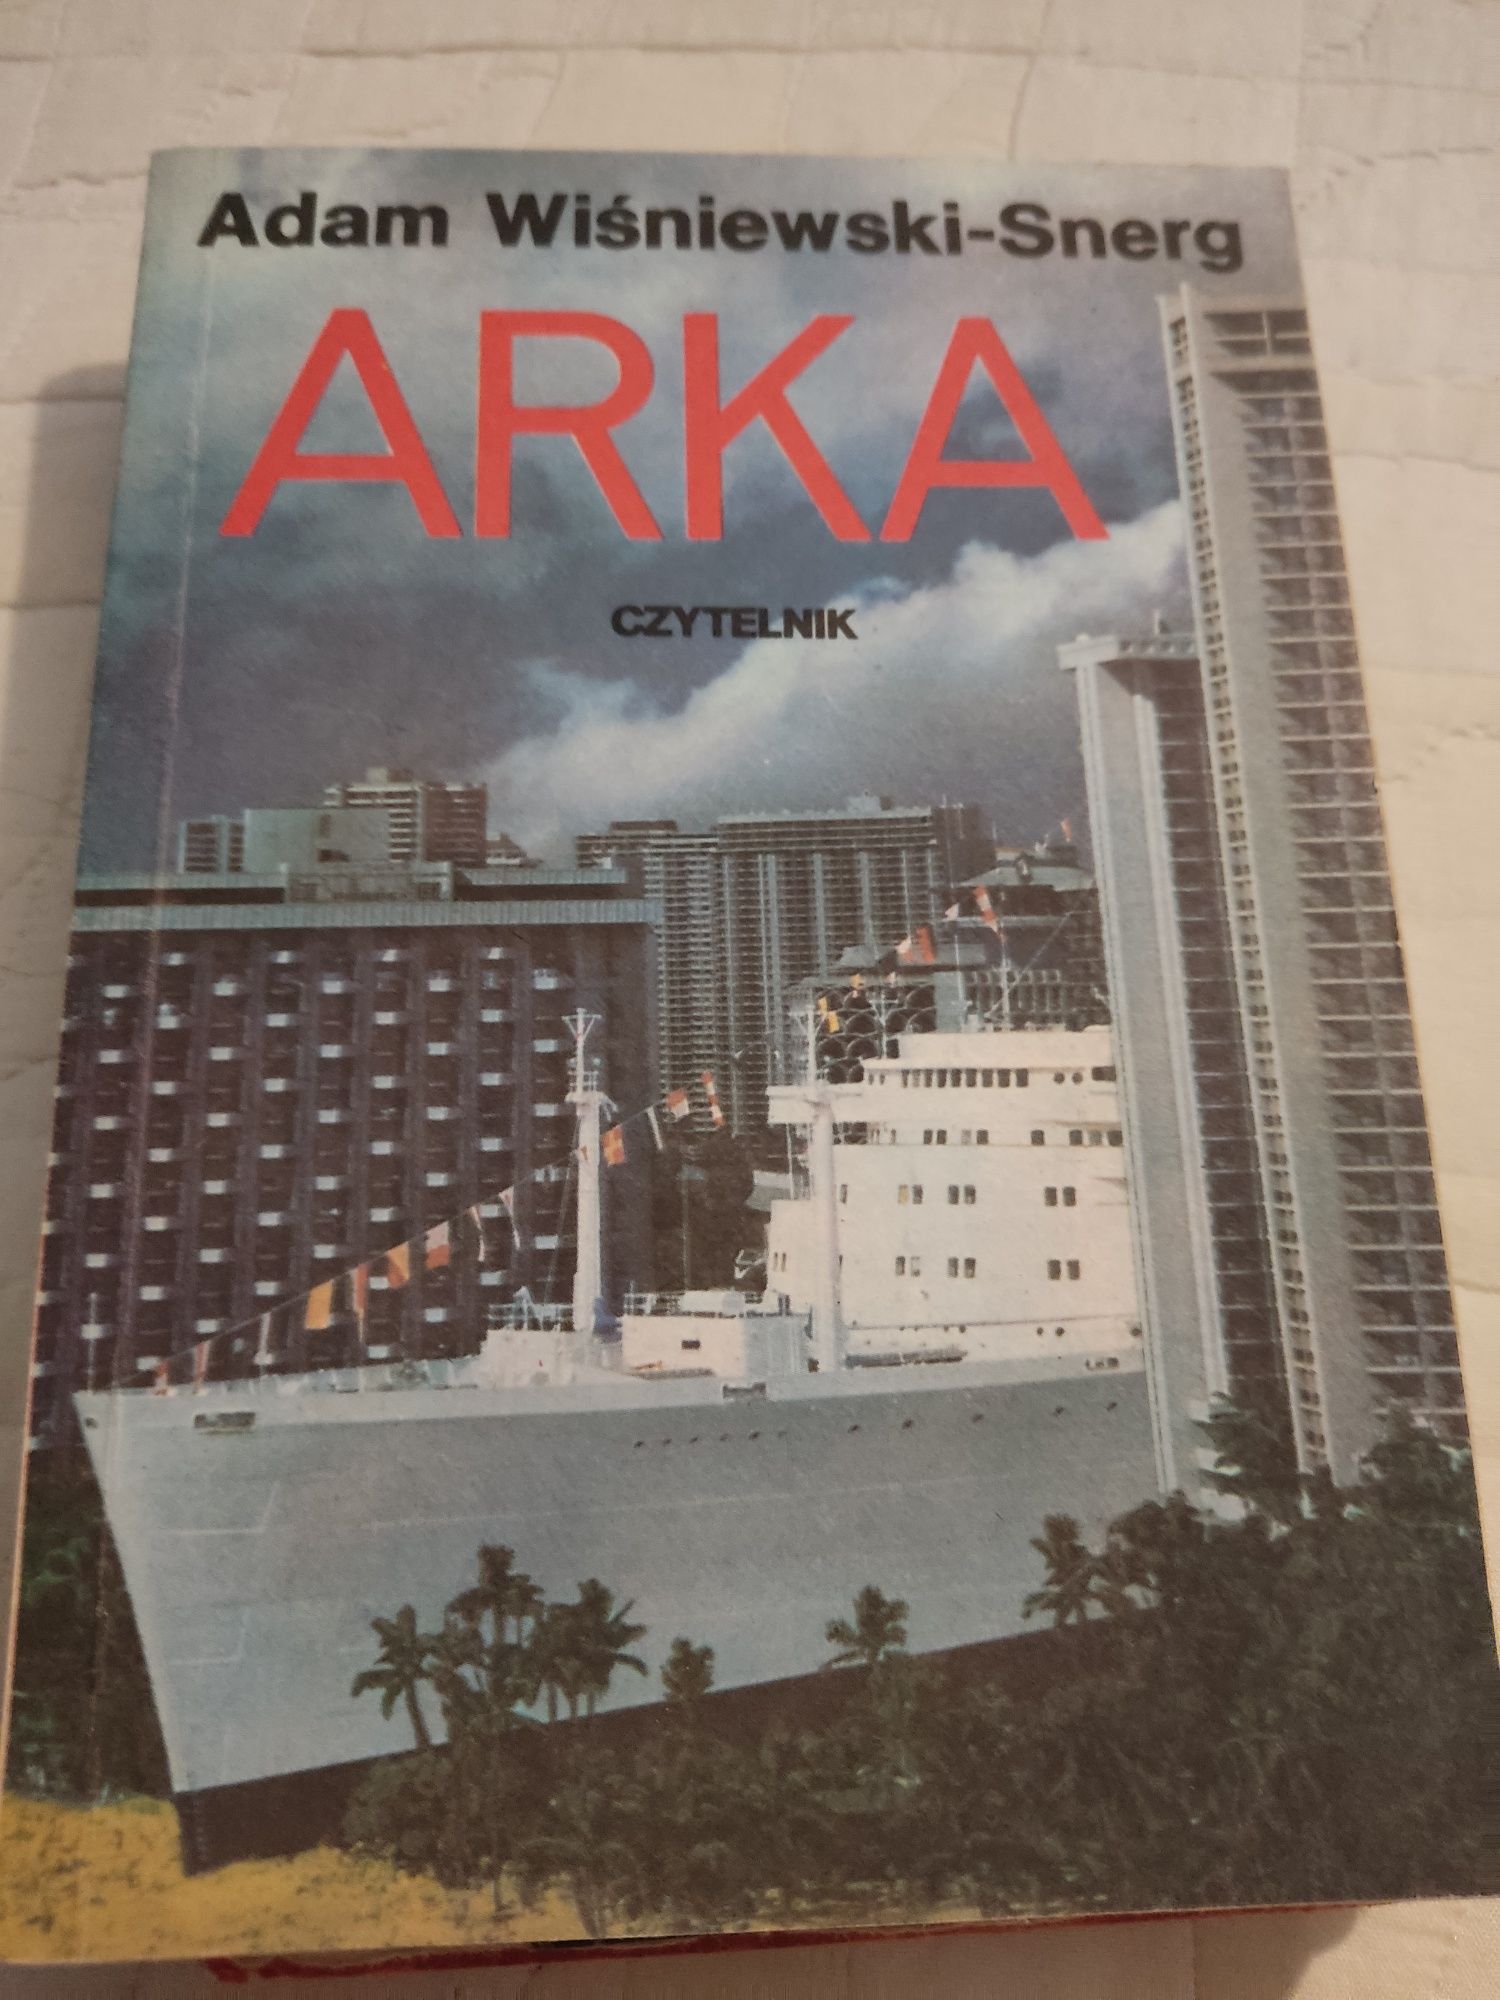 Adam Wiśniewski-Snerg
ARKA
CZYTELNIK